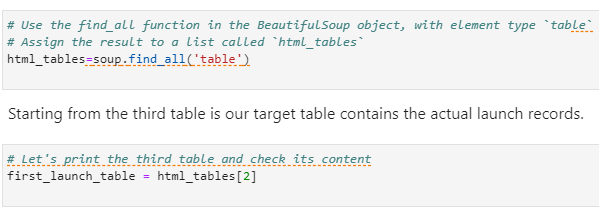 # Use the find_all function in the BeautifulSoup object, with element type `table`
# Assign the result to a list called `html_tables`
html_tables=soup.find_all('table')
Starting from the third table is our target table contains the actual launch records.
# Let's print the third table and check its content
first_launch_table = html_tables[2]